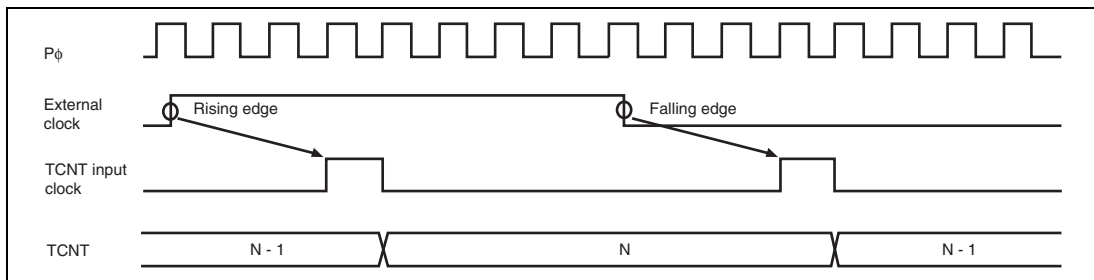 Pφ
External
clock
Rising edge
Falling edge
TCNT input
clock
TCNT
N - 1
N
N - 1